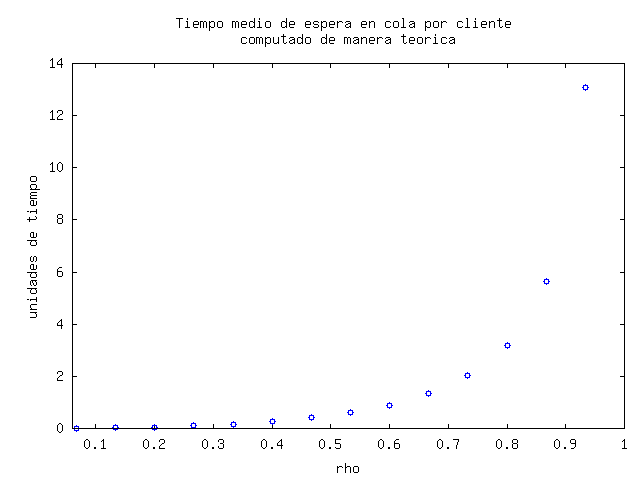 Tiempo medio de espera en cola por cliente
computado de manera teorica
unidades de tiempo
14
12
10
8
6
4
2
0
0.1 0.2 0.3 0.4 0.5 0.6 0.7 0.8 0.9 1
rho